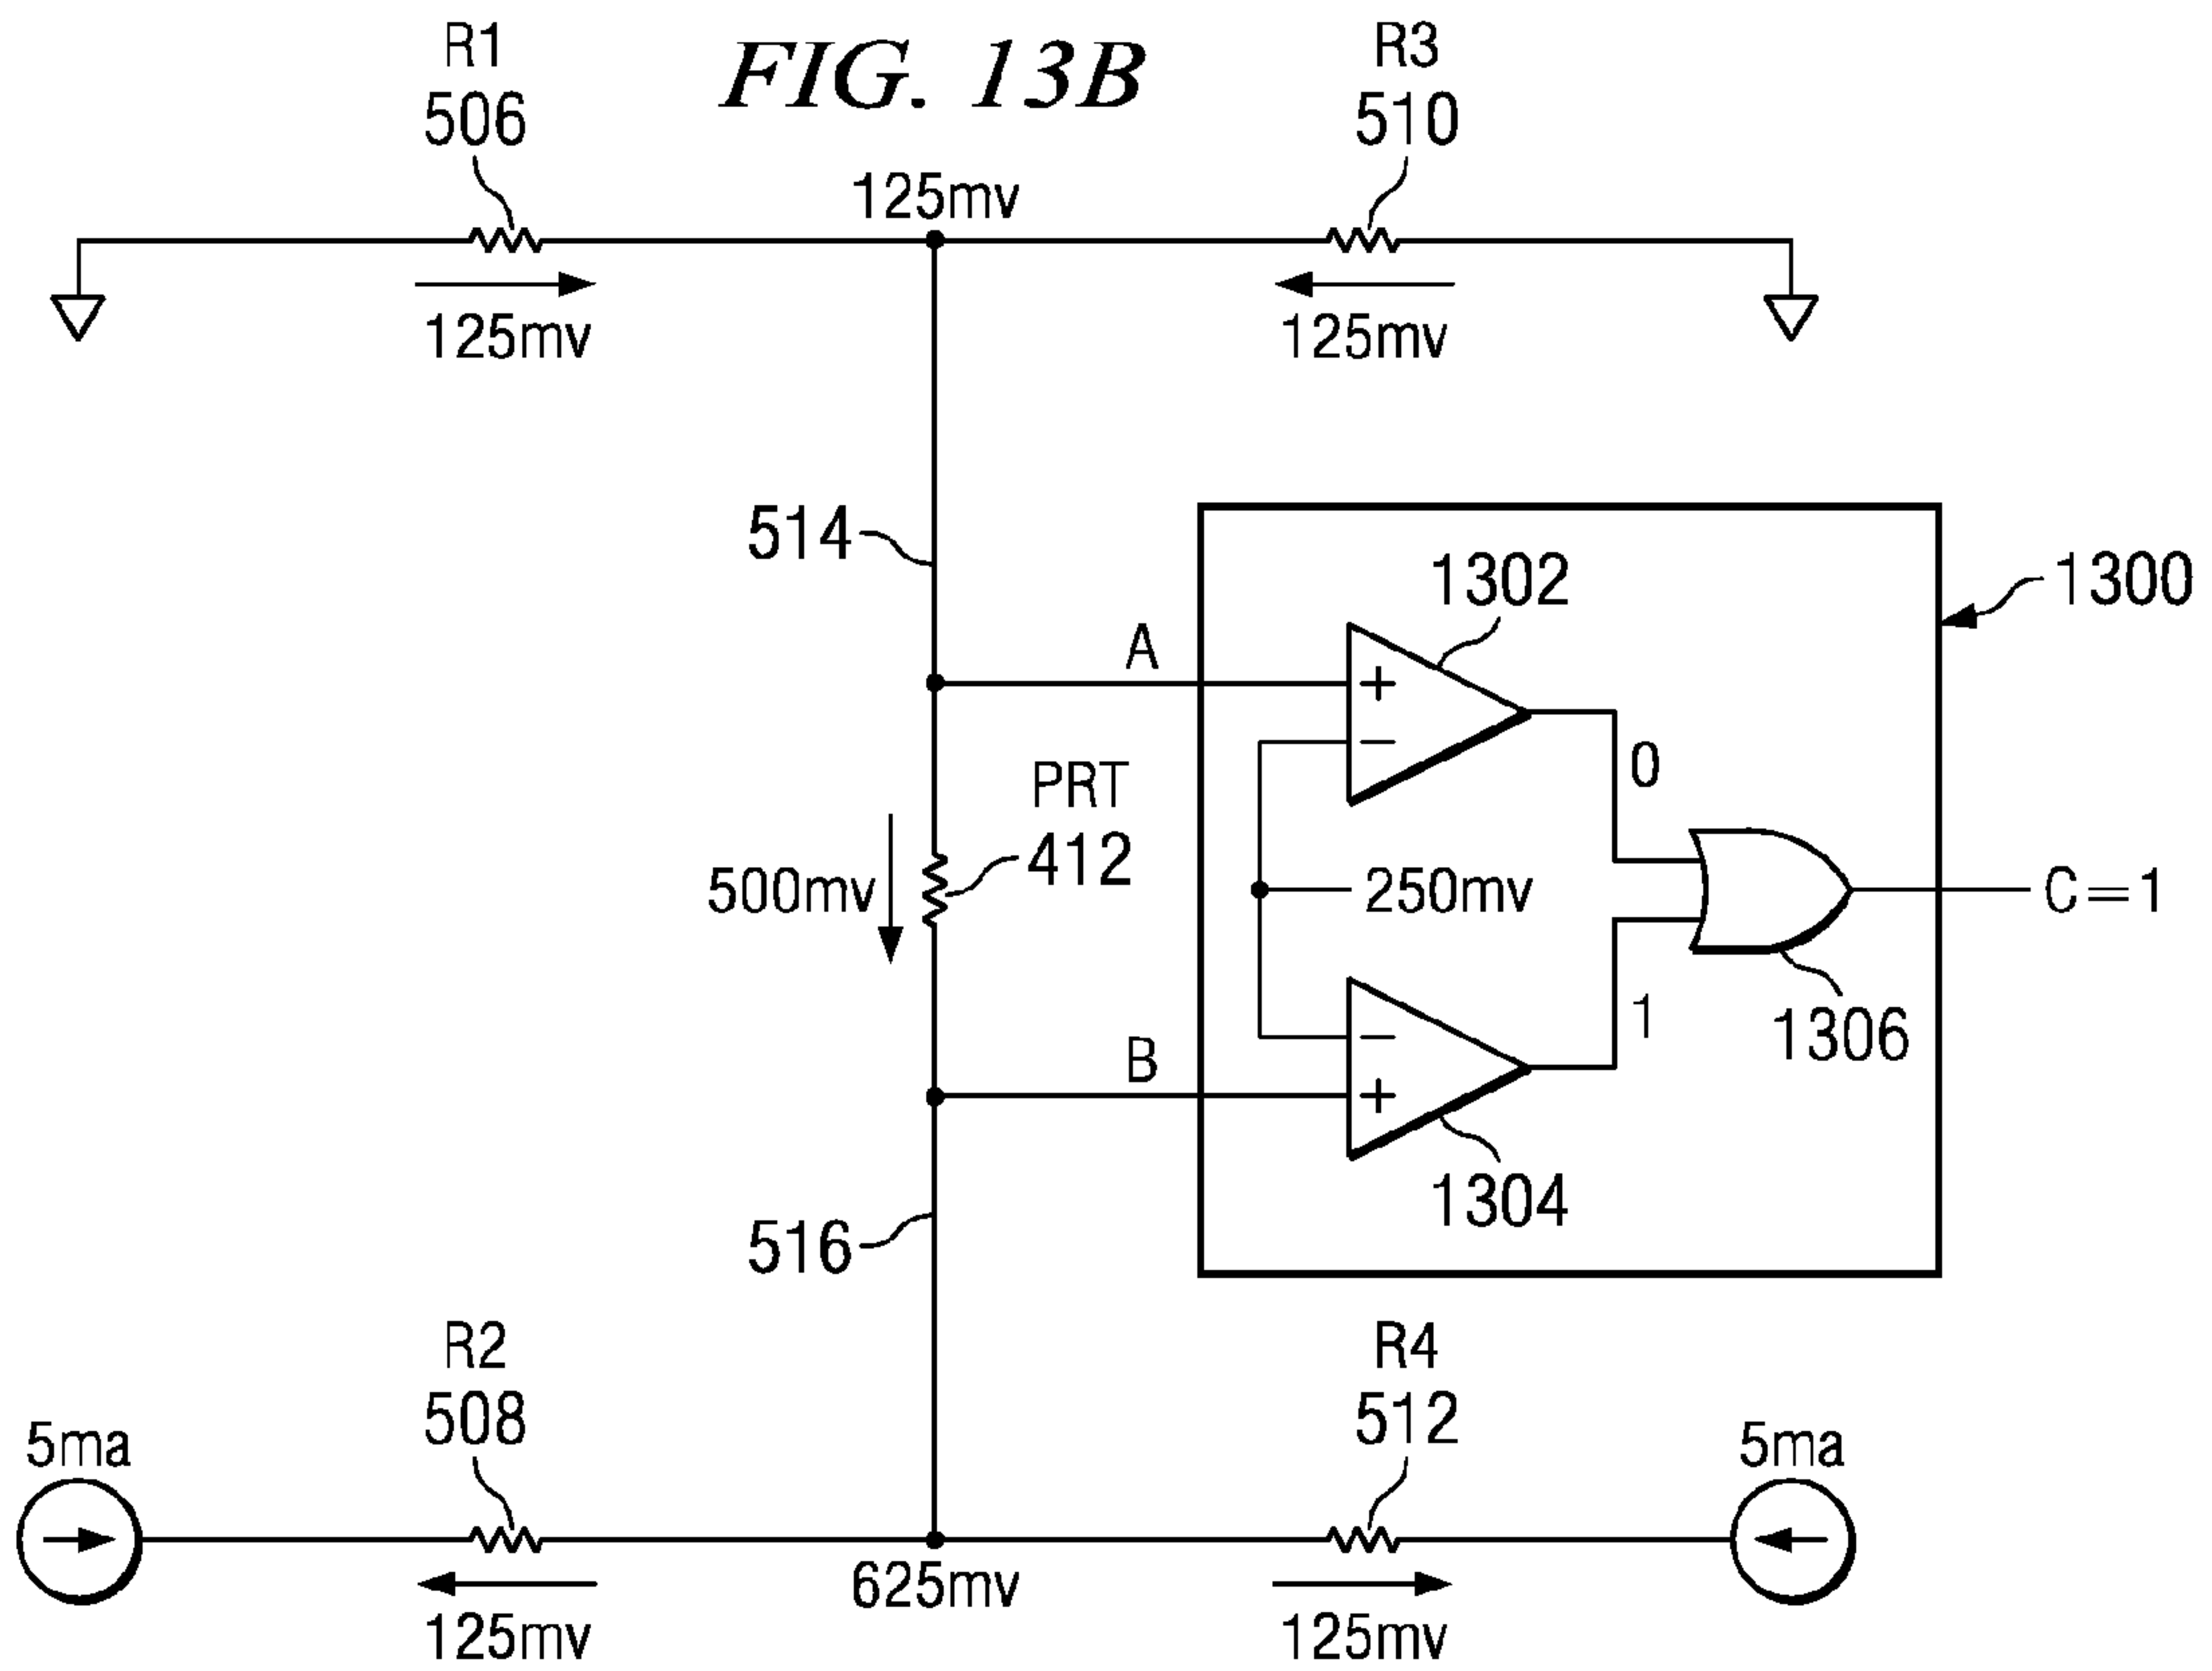 FIG. 13B
R1
506
R3
510
125mv
125mv
125mv
514
1302
1300
A
+
−
0
PRT
412
500mv
250mv
C=1
1306
1
B
−
+
1304
516
R2
508
R4
512
5ma
5ma
625mv
125mv
125mv